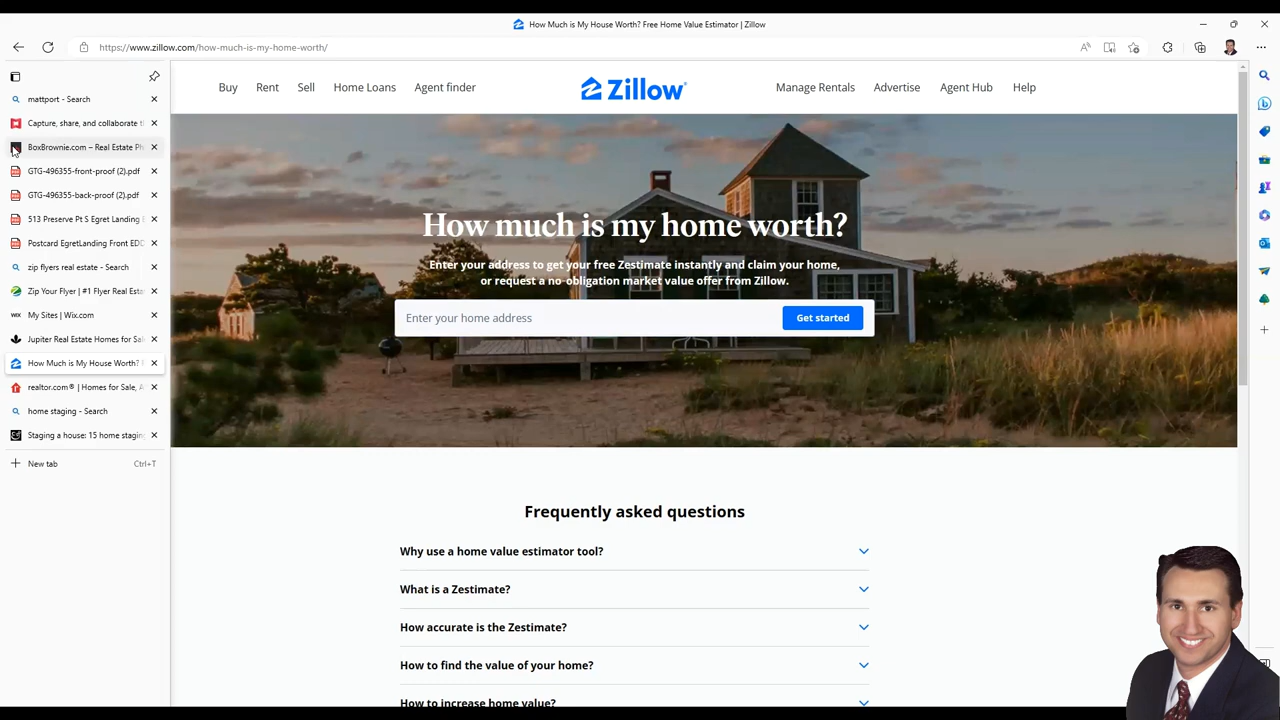 How Much is My House Worth? Free Home Value Estimator | Zillow
https://www.zillow.com/how-much-is-my-home-worth/
mattport - Search
Capture, share, and collaborate t
BoxBrownie.com – Real Estate Ph
GTG-496355-front-proof (2).pdf
GTG-496355-back-proof (2).pdf
513 Preserve Pt S Egret Landing
Postcard EgretLanding Front EDD
zip flyers real estate - Search
Zip Your Flyer | #1 Flyer Real Esta
WIX My Sites | Wix.com
Jupiter Real Estate Homes for Sal
How Much is My House Worth?
realtor.com® | Homes for Sale, A
home staging - Search
Staging a house: 15 home staging
New tab Ctrl+T
Buy Rent Sell Home Loans Agent finder Zillow Manage Rentals Advertise Agent Hub Help
How much is my home worth?
Enter your address to get your free Zestimate instantly and claim your home,
or request a no-obligation market value offer from Zillow.
Enter your home address Get started
Frequently asked questions
Why use a home value estimator tool?
What is a Zestimate?
How accurate is the Zestimate?
How to find the value of your home?
How to increase home value?